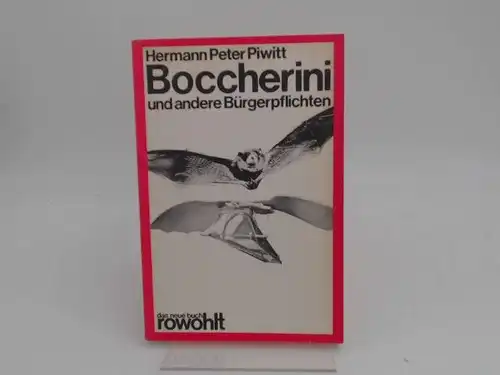 Hermann Peter Piwitt
Boccherini
und andere Bürgerpflichten
das neue buch
rowohlt